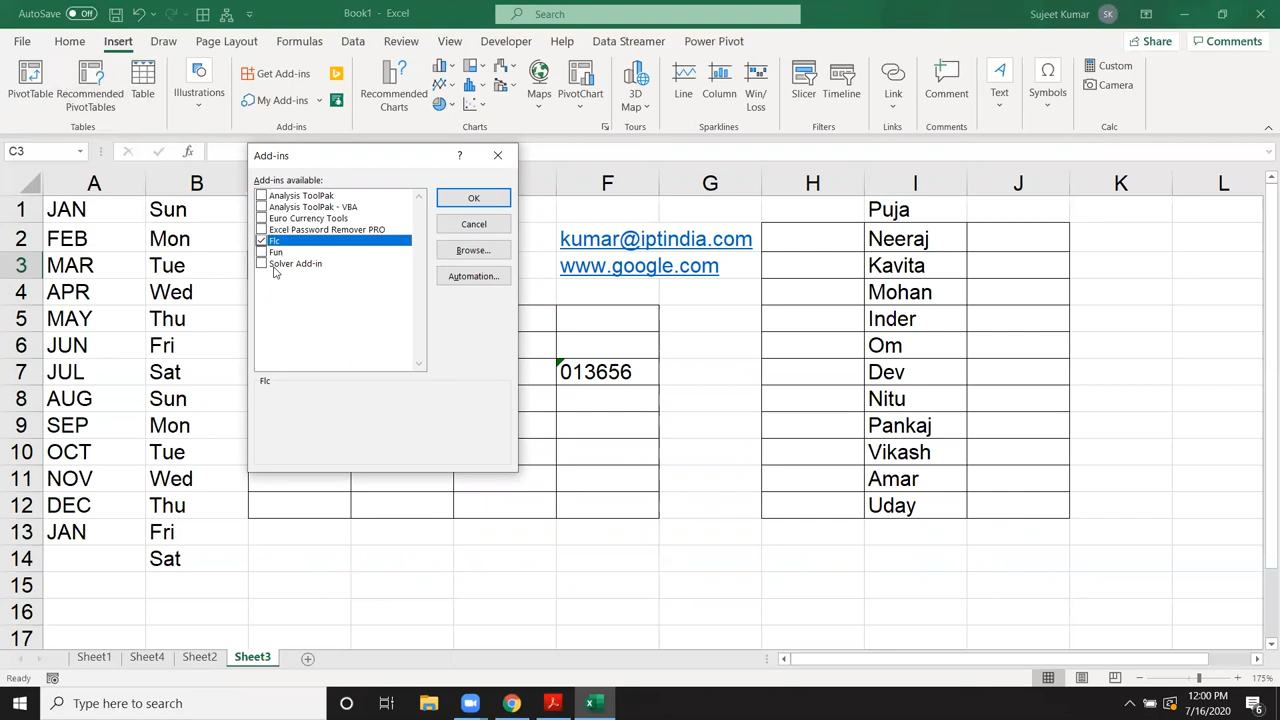 AutoSave Off Book1 - Excel Search Sujeet Kumar SK
File Home Insert Draw Page Layout Formulas Data Review View Developer Help Data Streamer Power Pivot Share Comments
PivotTable Recommended PivotTables Table Illustrations Get Add-ins My Add-ins Recommended Charts Maps PivotChart 3D Map Line Column Win/Loss Slicer Timeline Link Comment Text Symbols Custom Camera
Tables Add-ins Charts Tours Sparklines Filters Links Comments Calc
C3 fx
Add-ins ?
Add-ins available:
Analysis ToolPak
Analysis ToolPak - VBA
Euro Currency Tools
Excel Password Remover PRO
Flc
Fun
Solver Add-in
OK
Cancel
Browse...
Automation...
Flc
A B F G H I J K L
1 JAN Sun Puja
2 FEB Mon kumar@iptindia.com Neeraj
3 MAR Tue www.google.com Kavita
4 APR Wed Mohan
5 MAY Thu Inder
6 JUN Fri Om
7 JUL Sat 013656 Dev
8 AUG Sun Nitu
9 SEP Mon Pankaj
10 OCT Tue Vikash
11 NOV Wed Amar
12 DEC Thu Uday
13 JAN Fri
14 Sat
15
16
17
Sheet1 Sheet4 Sheet2 Sheet3
Ready 175%
Type here to search 12:00 PM
7/16/2020 6